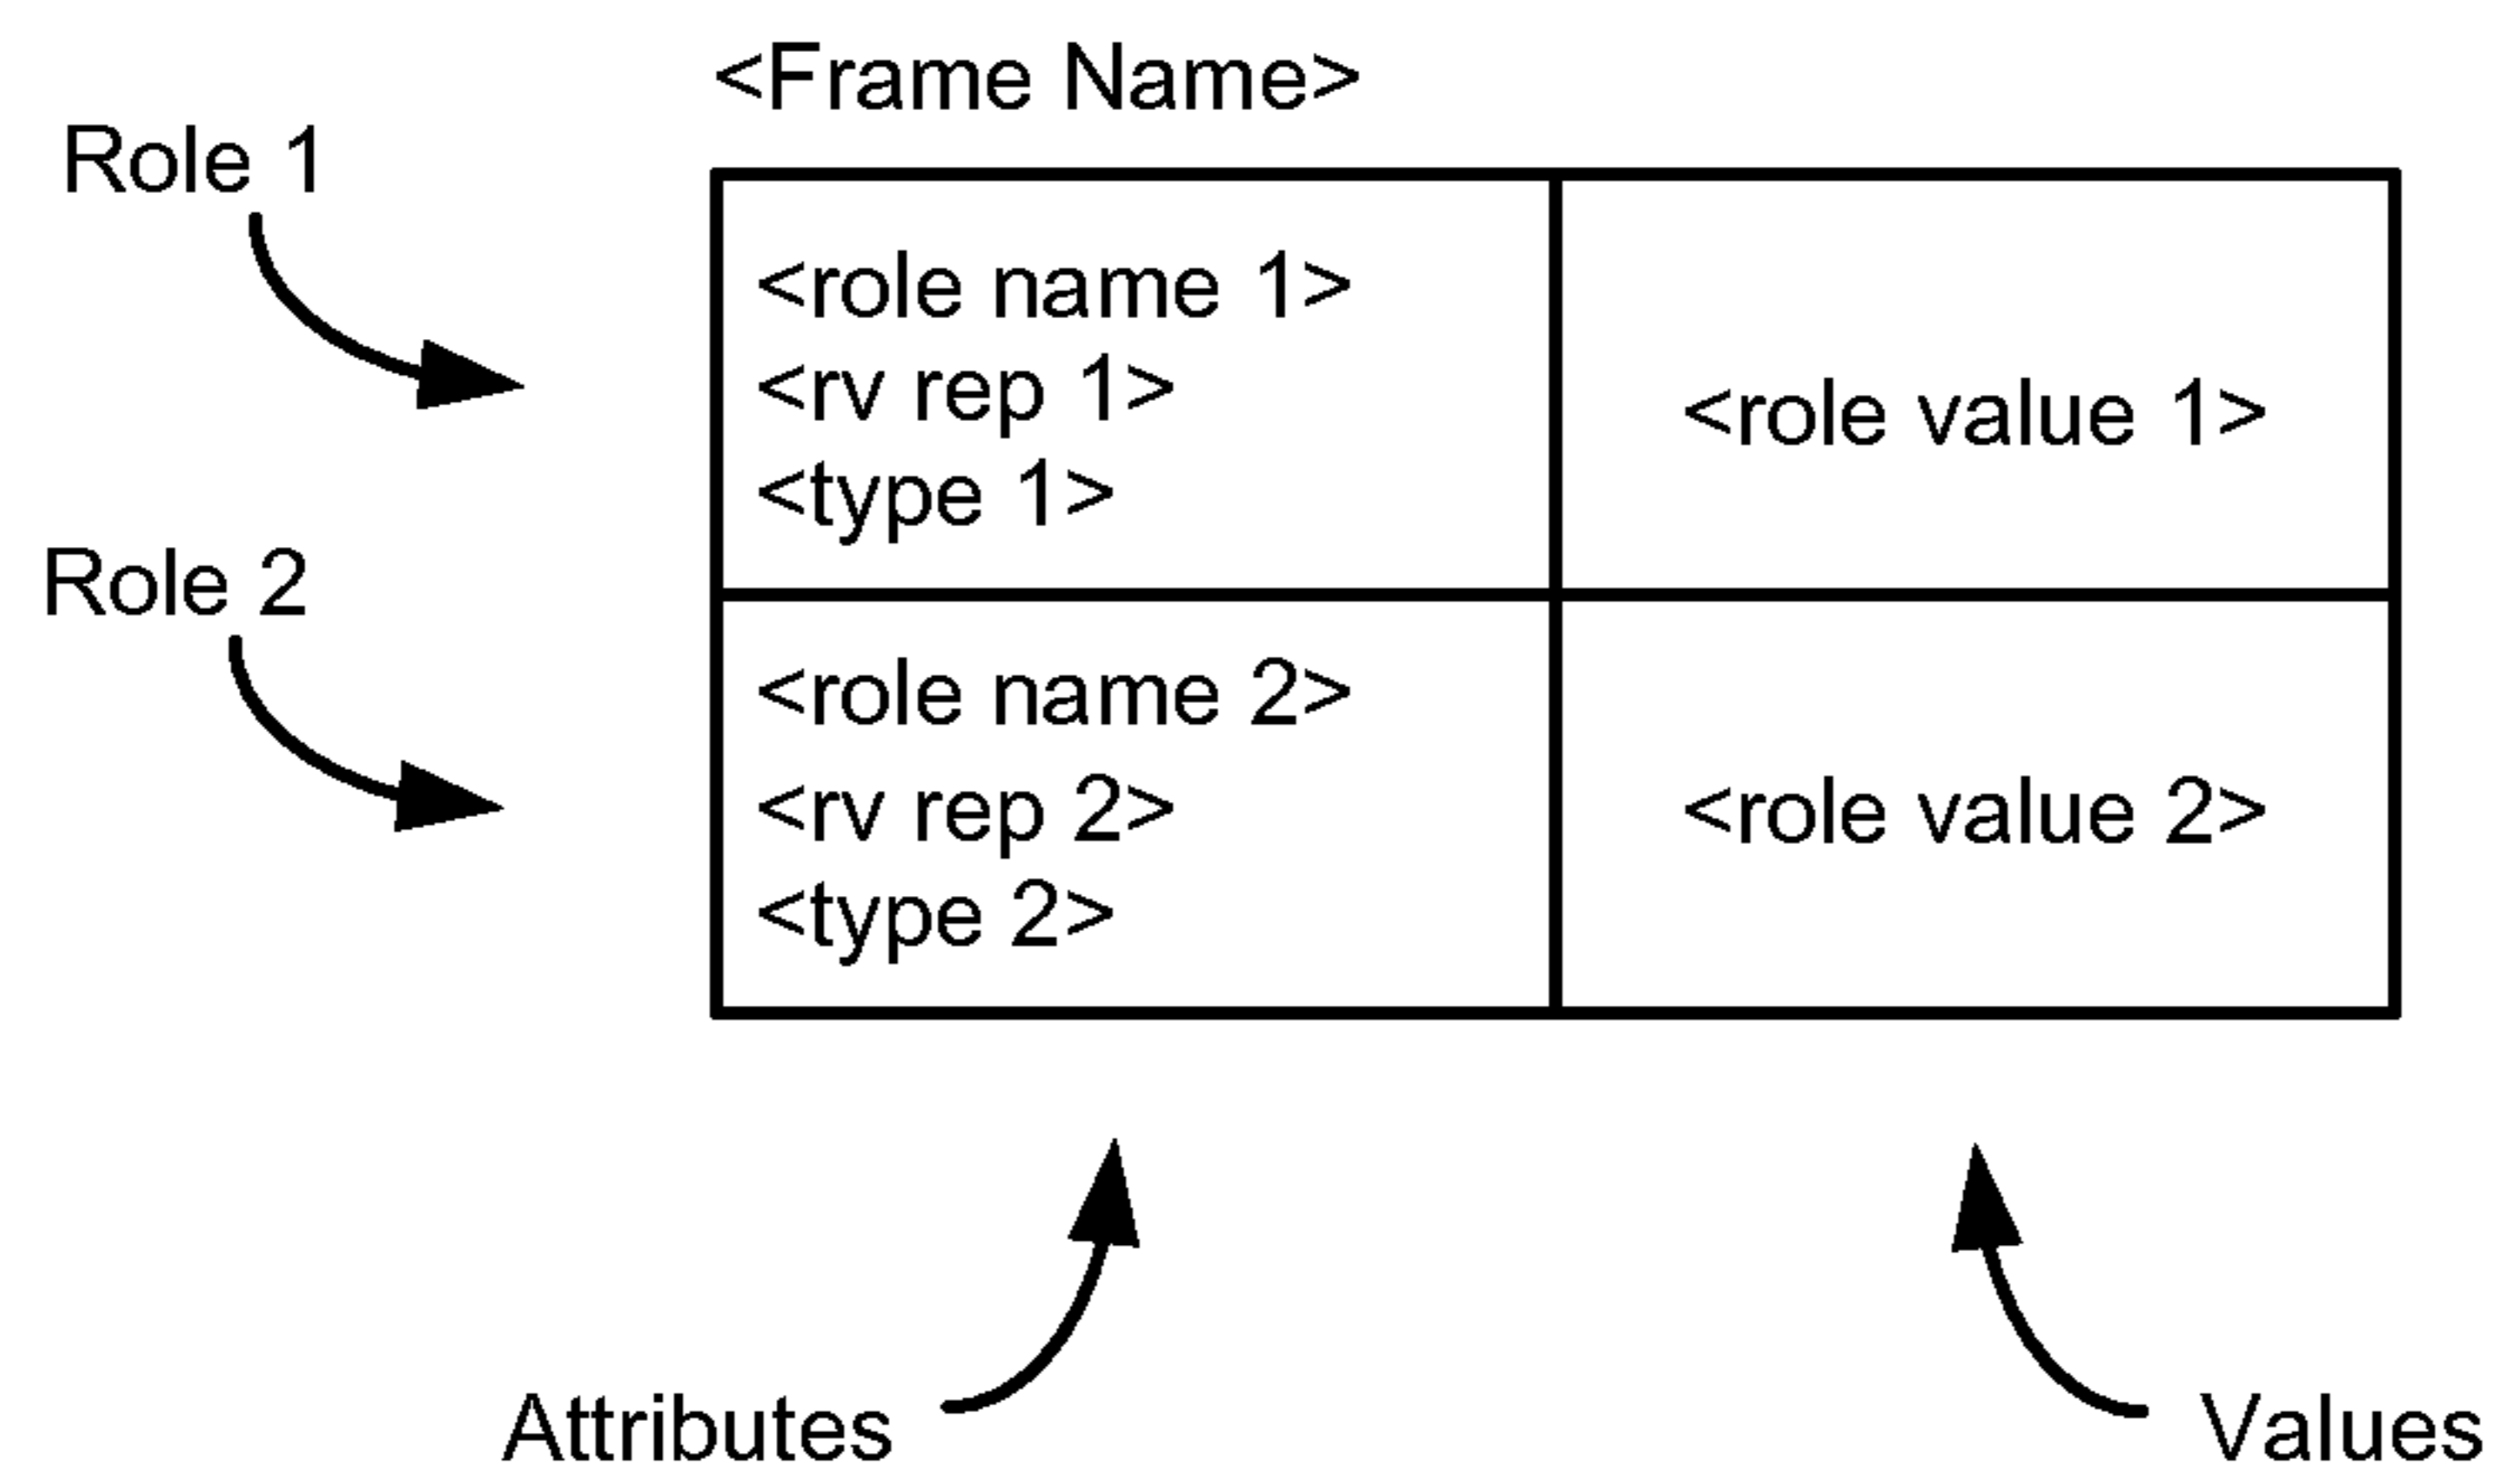 <Frame Name>
Role 1
<role name 1>
<rv rep 1>
<type 1>
<role value 1>
Role 2
<role name 2>
<rv rep 2>
<type 2>
<role value 2>
Attributes
Values